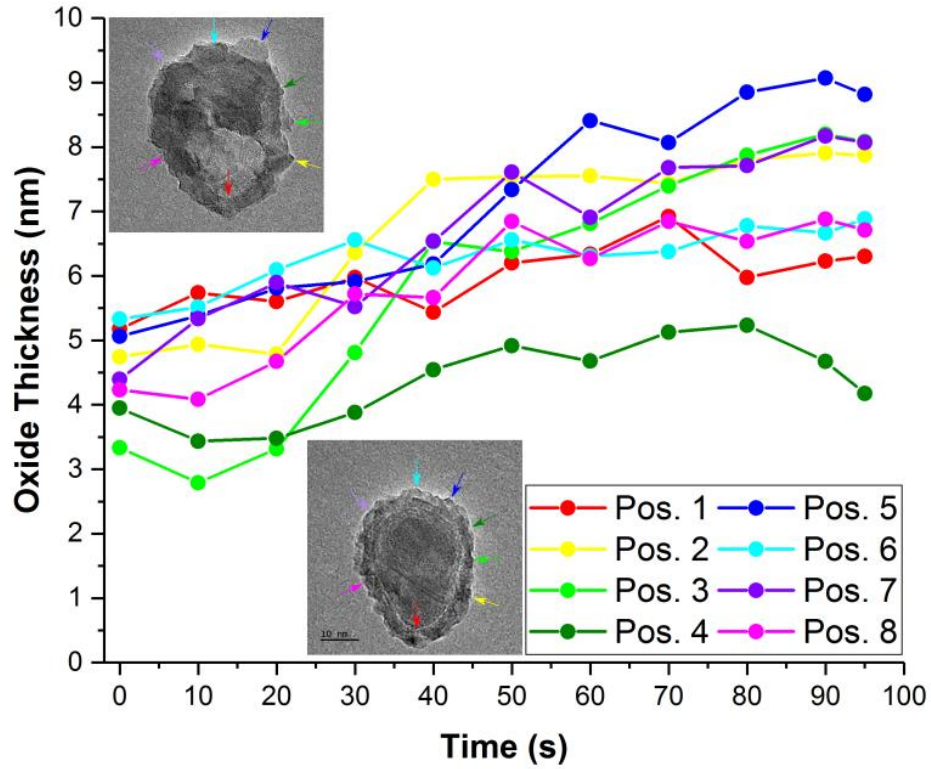 Oxide Thickness (nm)
10
9
8
7
6
5
4
3
2
1
0
10 nm
Pos. 1
Pos. 5
Pos. 2
Pos. 6
Pos. 3
Pos. 7
Pos. 4
Pos. 8
0 10 20 30 40 50 60 70 80 90 100
Time (s)